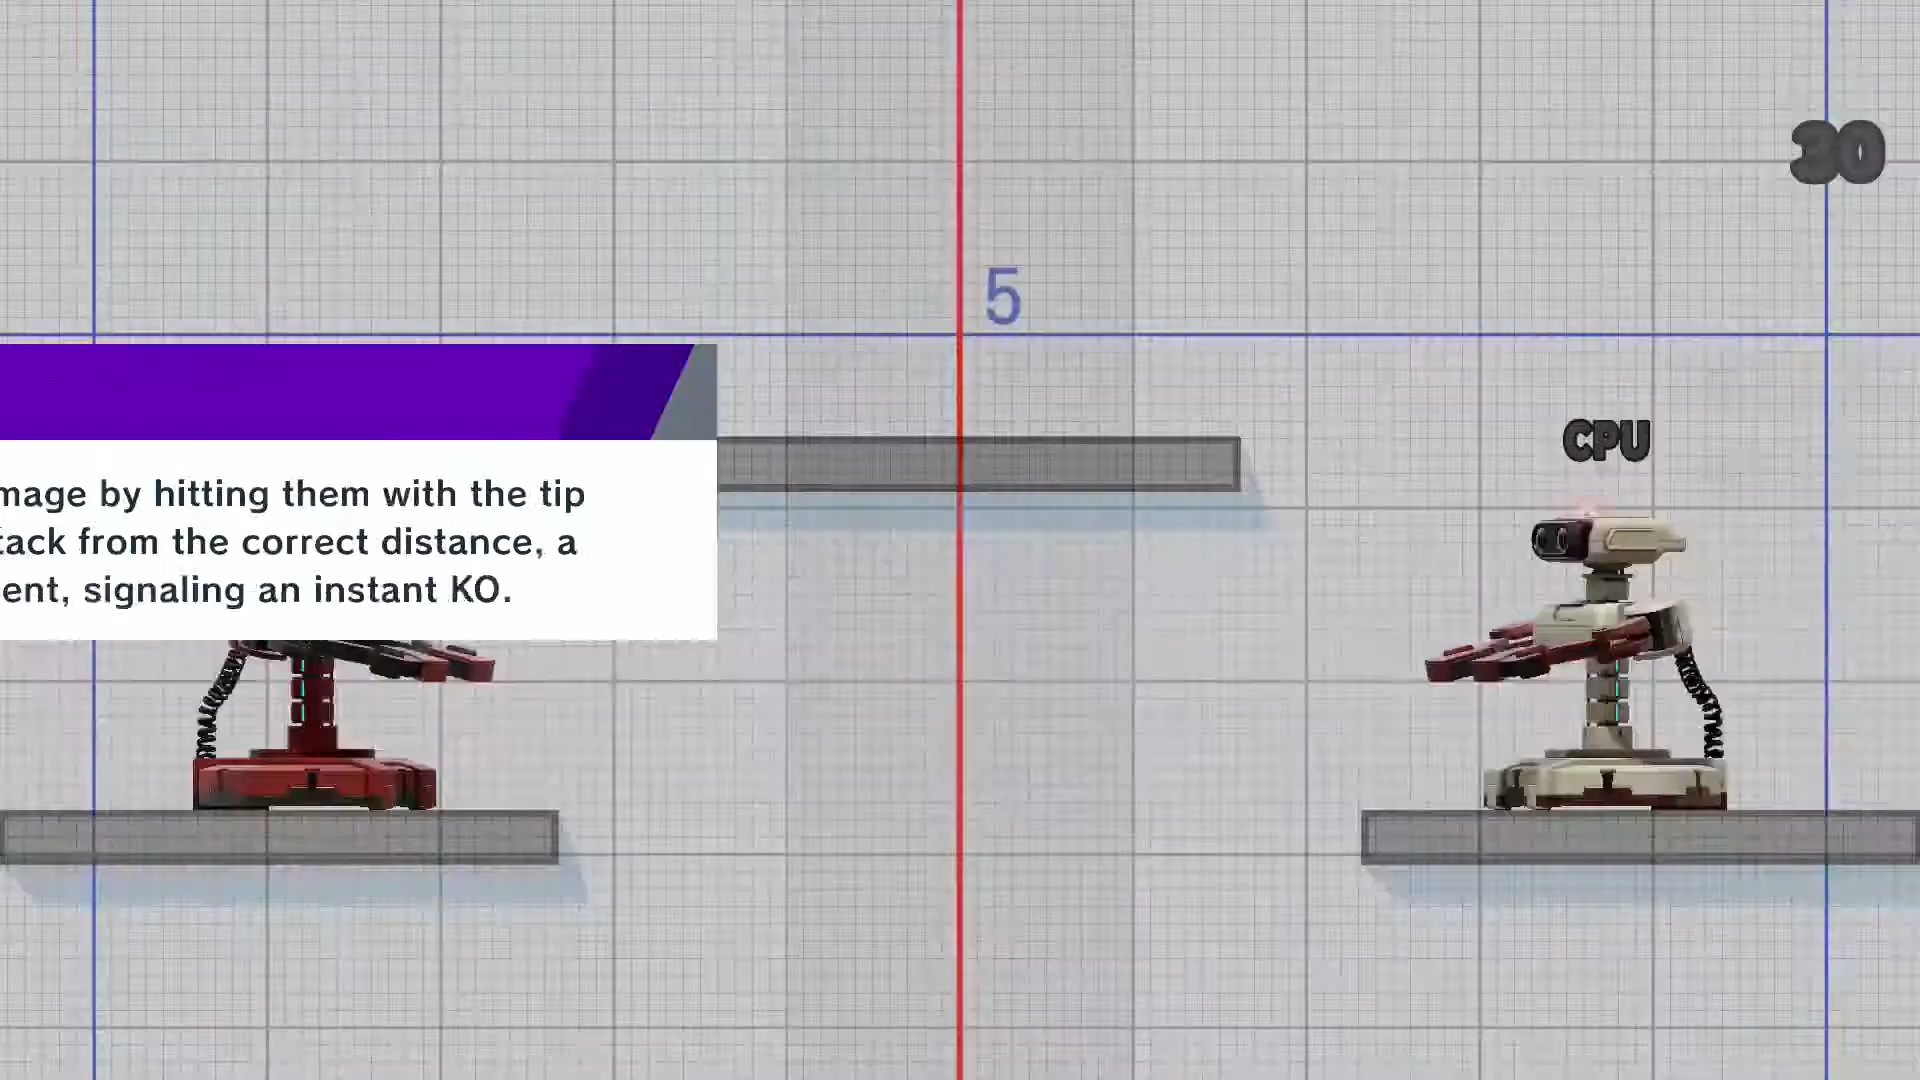 30
5
CPU
mage by hitting them with the tip
tack from the correct distance, a
ent, signaling an instant KO.